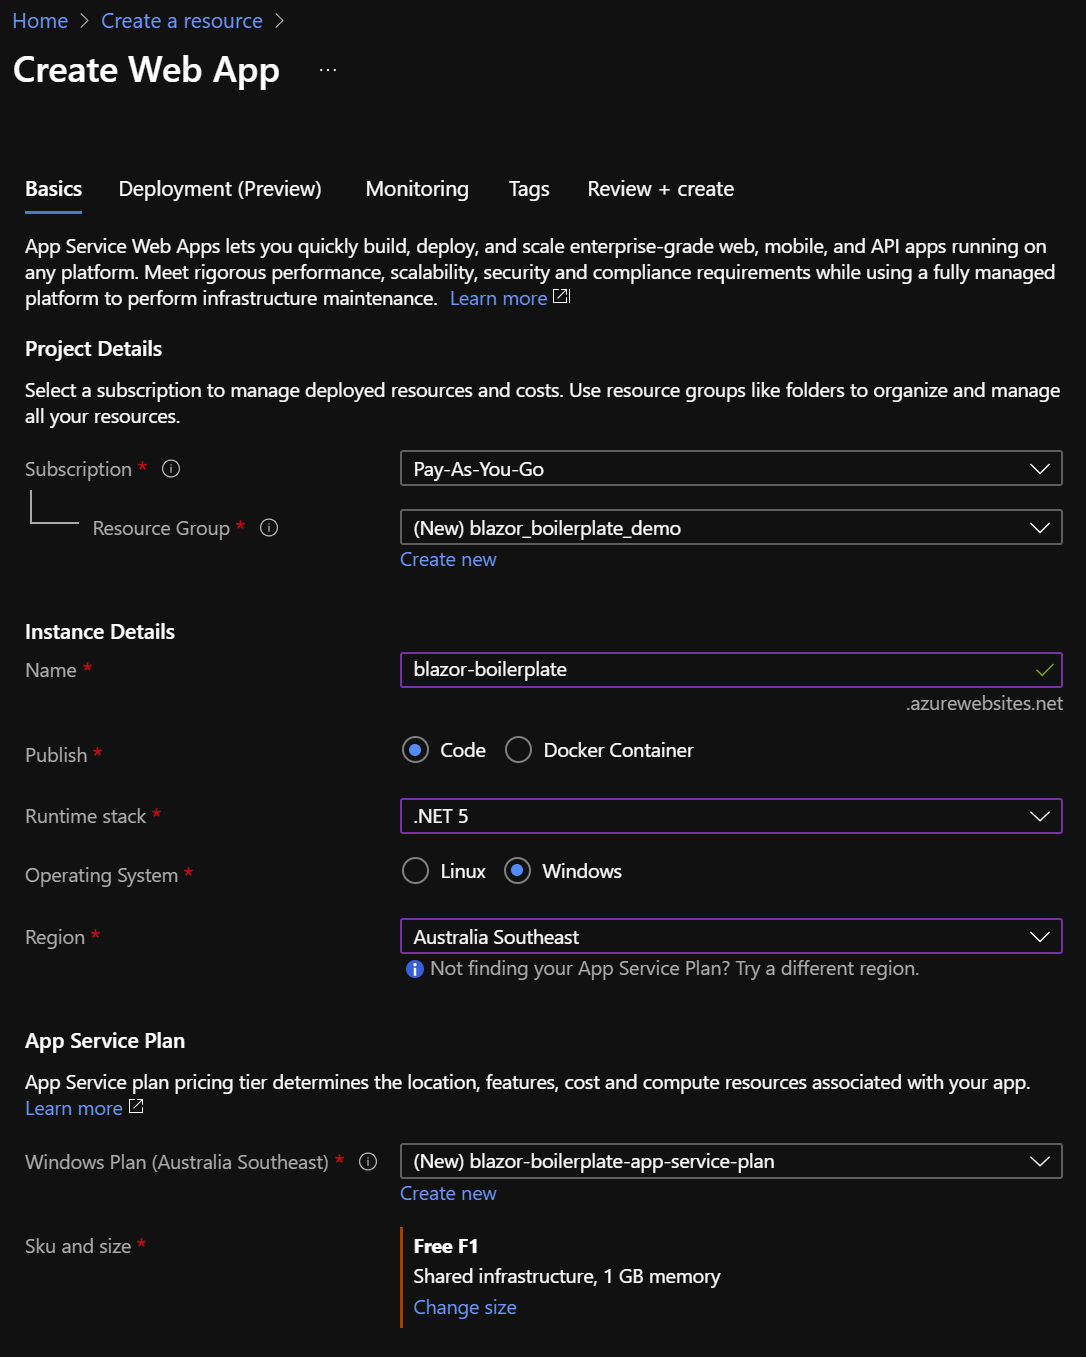 Home > Create a resource >
Create Web App ...
Basics Deployment (Preview) Monitoring Tags Review + create
App Service Web Apps lets you quickly build, deploy, and scale enterprise-grade web, mobile, and API apps running on
any platform. Meet rigorous performance, scalability, security and compliance requirements while using a fully managed
platform to perform infrastructure maintenance. Learn more
Project Details
Select a subscription to manage deployed resources and costs. Use resource groups like folders to organize and manage
all your resources.
Subscription * Pay-As-You-Go
Resource Group * (New) blazor_boilerplate_demo
Create new
Instance Details
Name * blazor-boilerplate
.azurewebsites.net
Publish * Code Docker Container
Runtime stack * .NET 5
Operating System * Linux Windows
Region * Australia Southeast
Not finding your App Service Plan? Try a different region.
App Service Plan
App Service plan pricing tier determines the location, features, cost and compute resources associated with your app.
Learn more
Windows Plan (Australia Southeast) * (New) blazor-boilerplate-app-service-plan
Create new
Sku and size * Free F1
Shared infrastructure, 1 GB memory
Change size